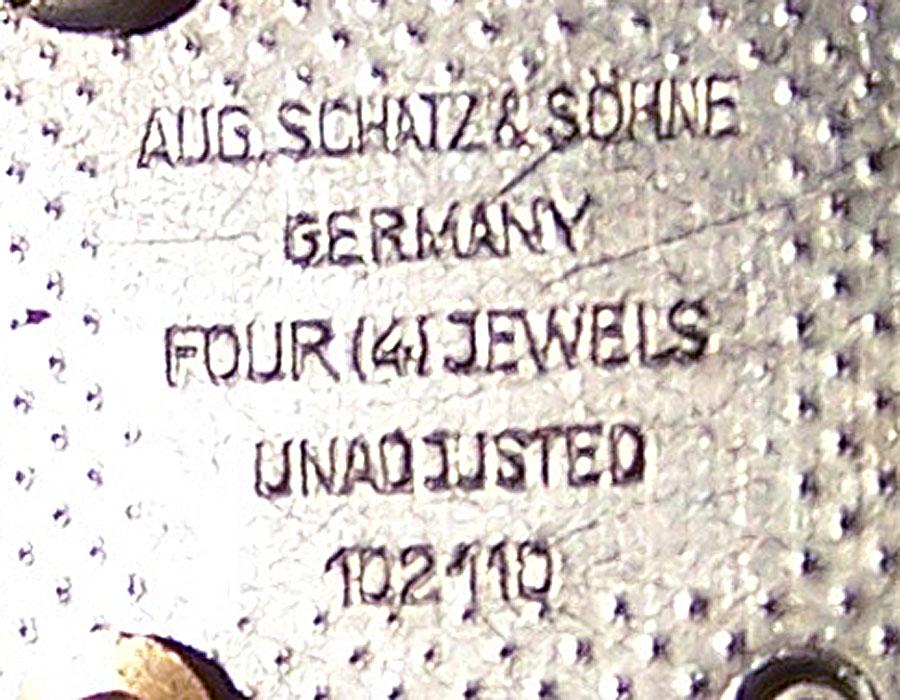 AUG. SCHATZ & SÖHNE
GERMANY
FOUR (4) JEWELS
UNADJUSTED
102110